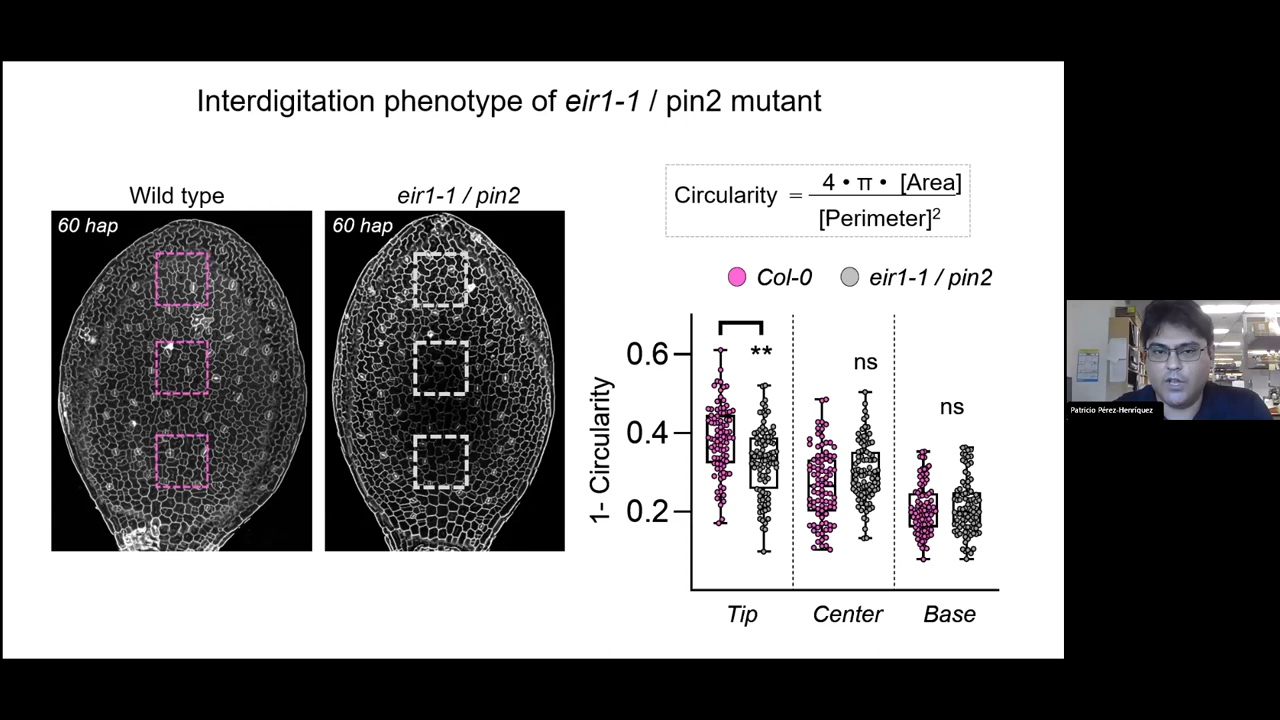 Interdigitation phenotype of eir1-1 / pin2 mutant
Wild type
60 hap
eir1-1 / pin2
60 hap
Circularity = 4 • π • [Area]
[Perimeter]²
Col-0
eir1-1 / pin2
1- Circularity
0.6
0.4
0.2
**
ns
ns
Tip
Center
Base
Patricio Pérez-Henríquez